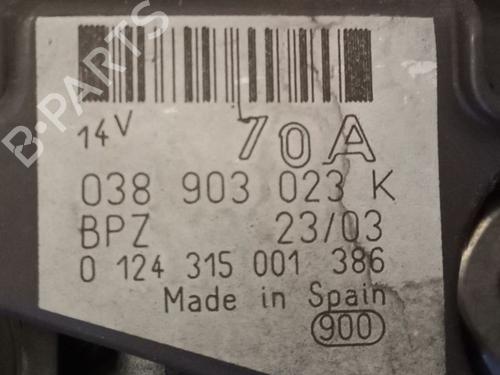 B-PARTS
14V 70A
038 903 023 K
BPZ 23/03
0 124 315 001 386
Made in Spain
900